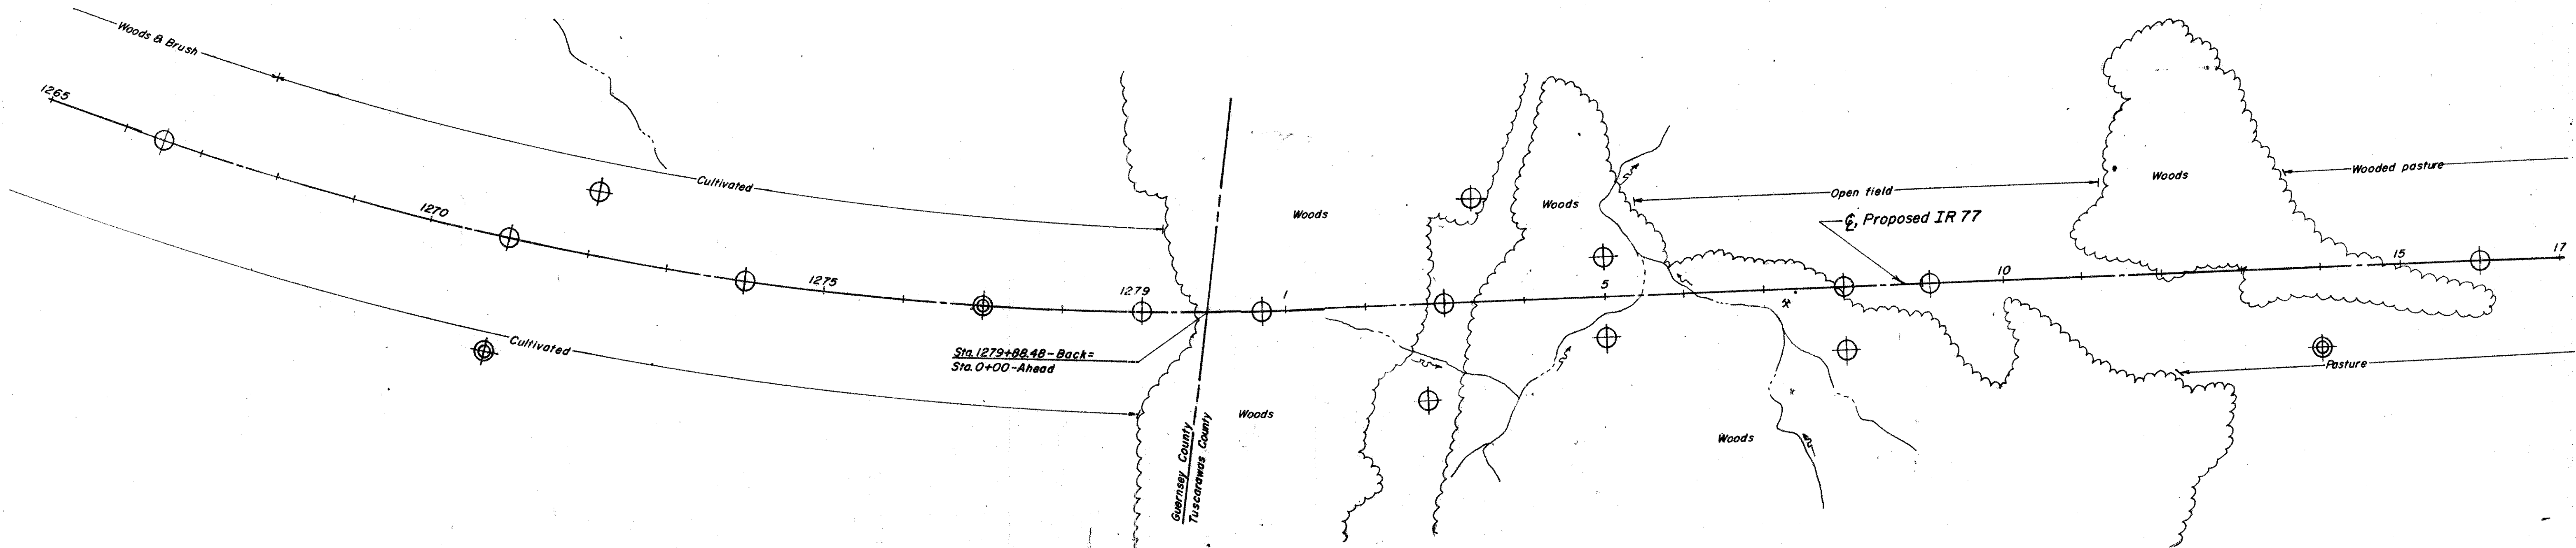 Woods & Brush
1265
Cultivated
1270
1275
1279
Cultivated
Sta. 1279+88.48-Back=
Sta. 0+00-Ahead
Guernsey County
Tuscarawas County
Woods
Woods
1
Woods
5
Open field
℄, Proposed IR 77
Woods
10
Woods
Wooded pasture
15
17
Pasture